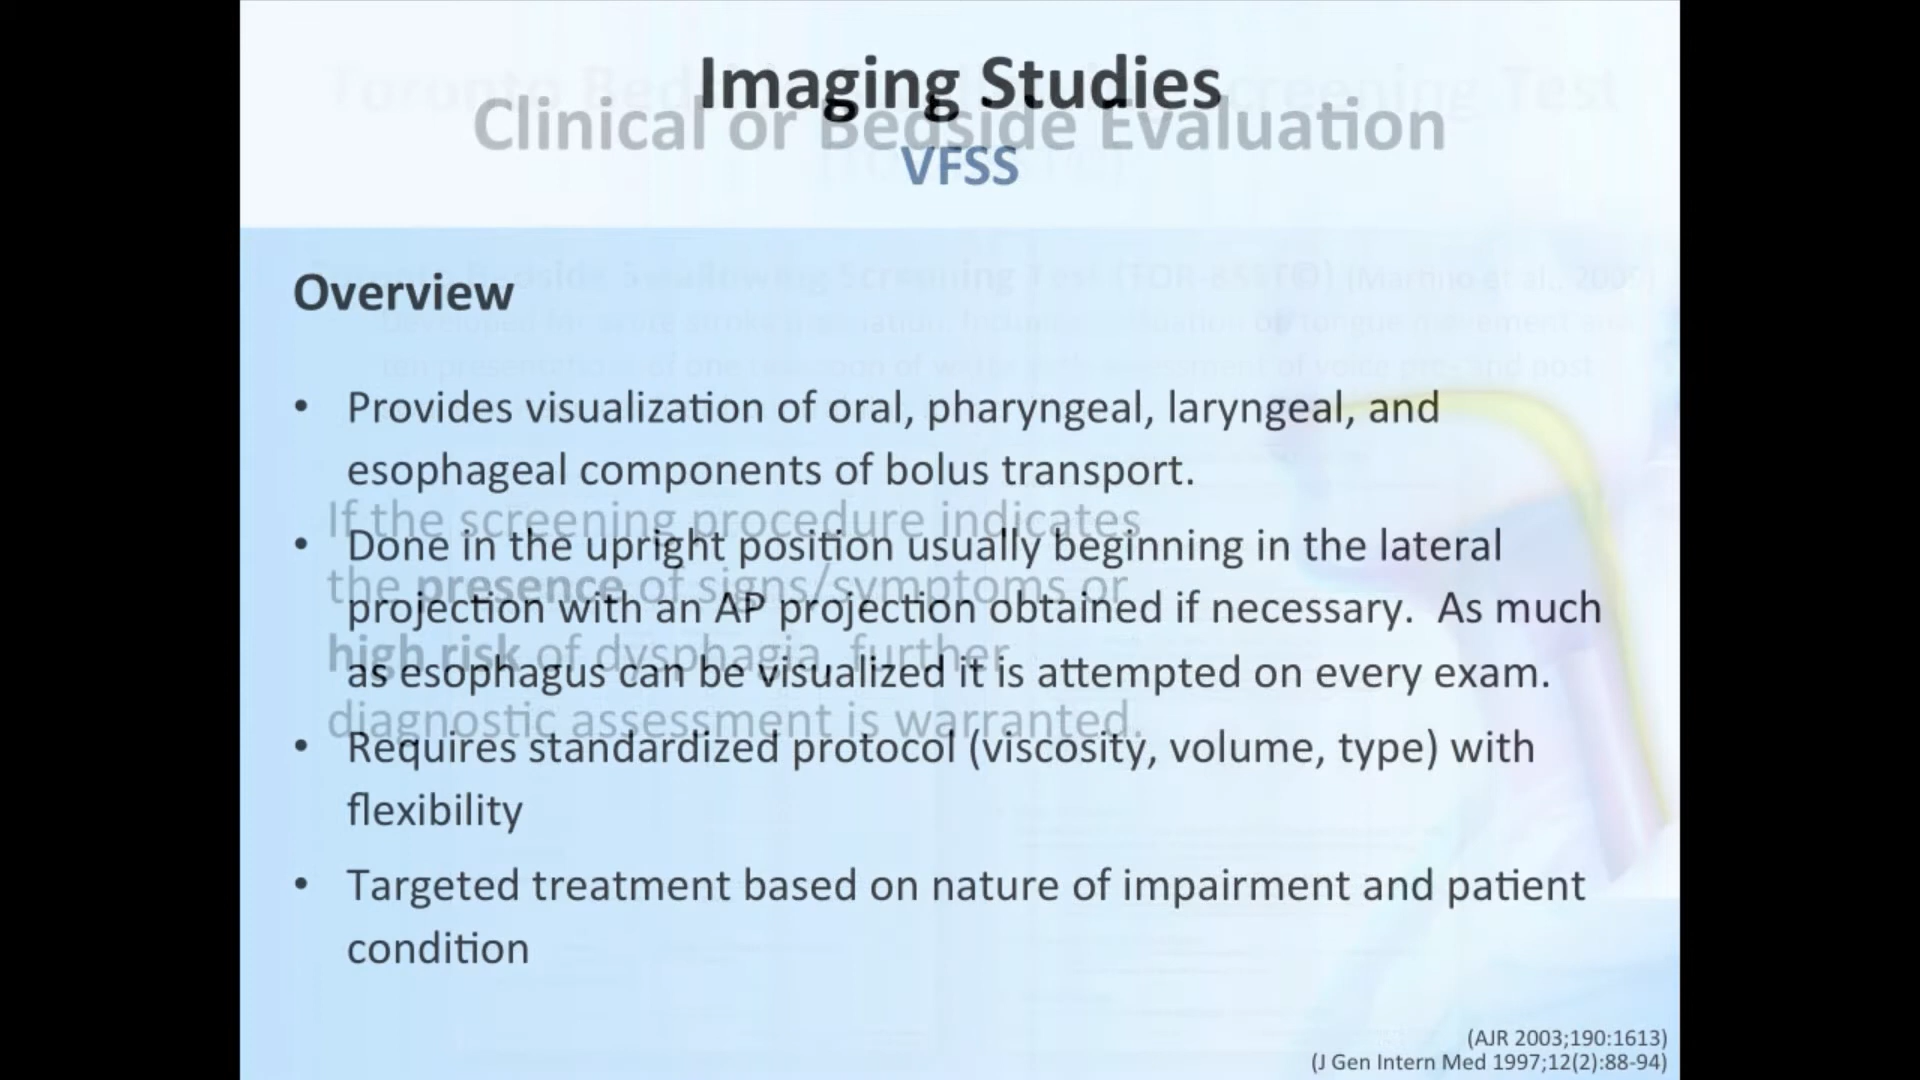 Imaging Studies
Clinical or Bedside Evaluation
VFSS
Overview
• Provides visualization of oral, pharyngeal, laryngeal, and
esophageal components of bolus transport.
If the screening procedure indicates
• Done in the upright position usually beginning in the lateral
the presence of signs/symptoms or
projection with an AP projection obtained if necessary. As much
high risk of dysphagia, further
as esophagus can be visualized it is attempted on every exam.
diagnostic assessment is warranted.
• Requires standardized protocol (viscosity, volume, type) with
flexibility
• Targeted treatment based on nature of impairment and patient
condition
(AJR 2003;190:1613)
(J Gen Intern Med 1997;12(2):88-94)